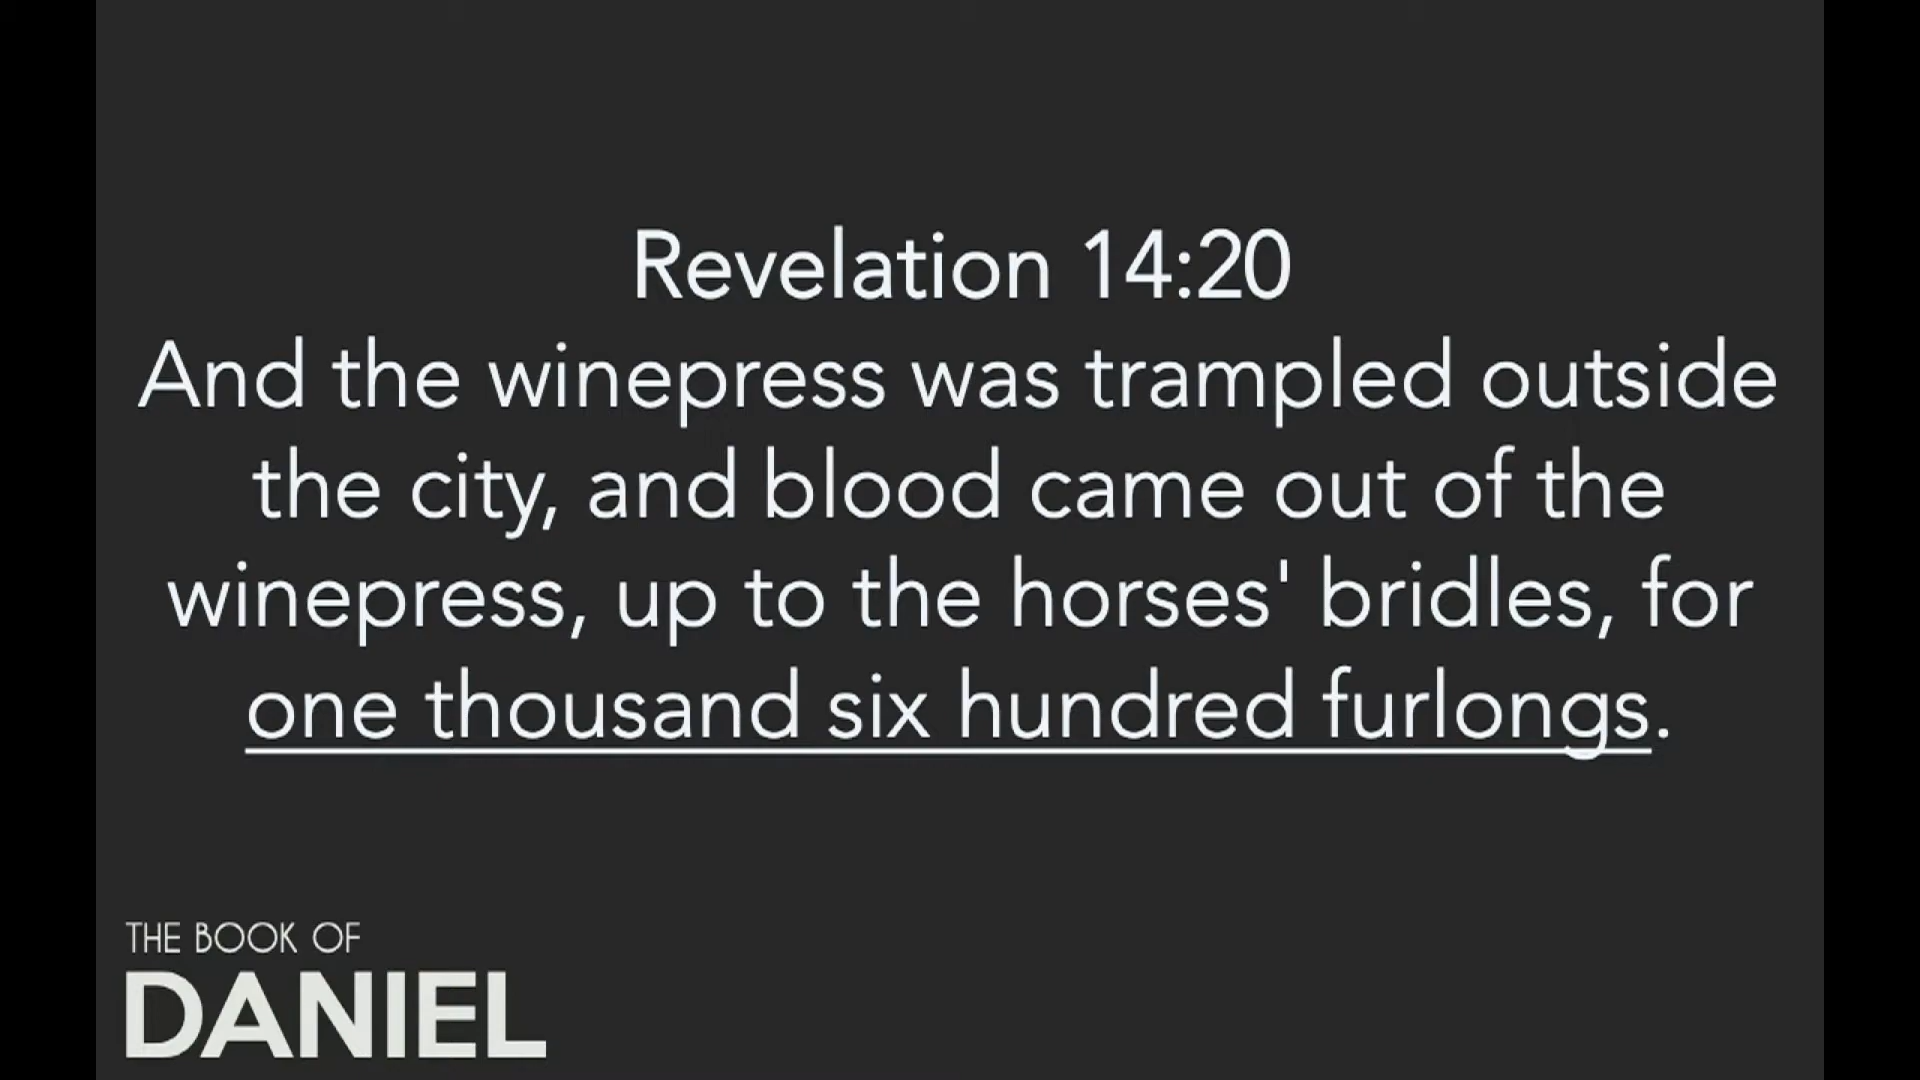 Revelation 14:20
And the winepress was trampled outside
the city, and blood came out of the
winepress, up to the horses' bridles, for
one thousand six hundred furlongs.
THE BOOK OF
DANIEL